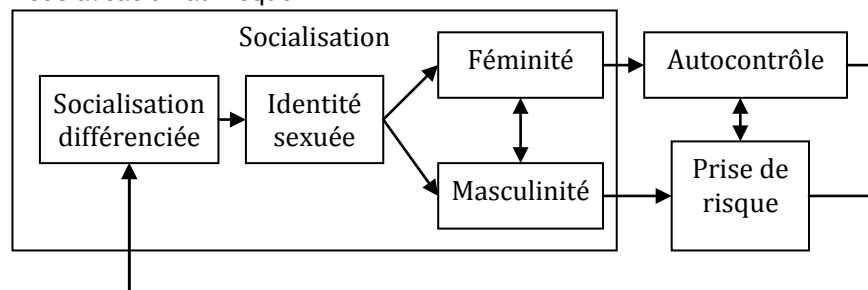 Socialisation
Féminité
Autocontrôle
Socialisation
différenciée
Identité
sexuée
Masculinité
Prise de
risque